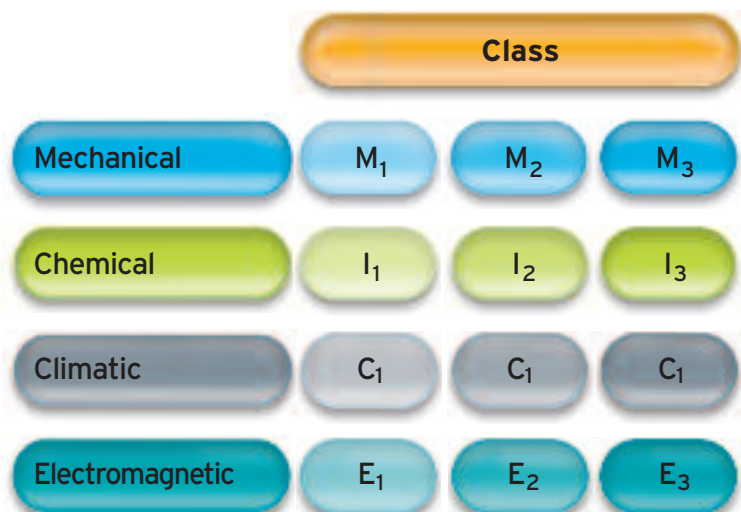 Class
Mechanical M₁ M₂ M₃
Chemical I₁ I₂ I₃
Climatic C₁ C₁ C₁
Electromagnetic E₁ E₂ E₃